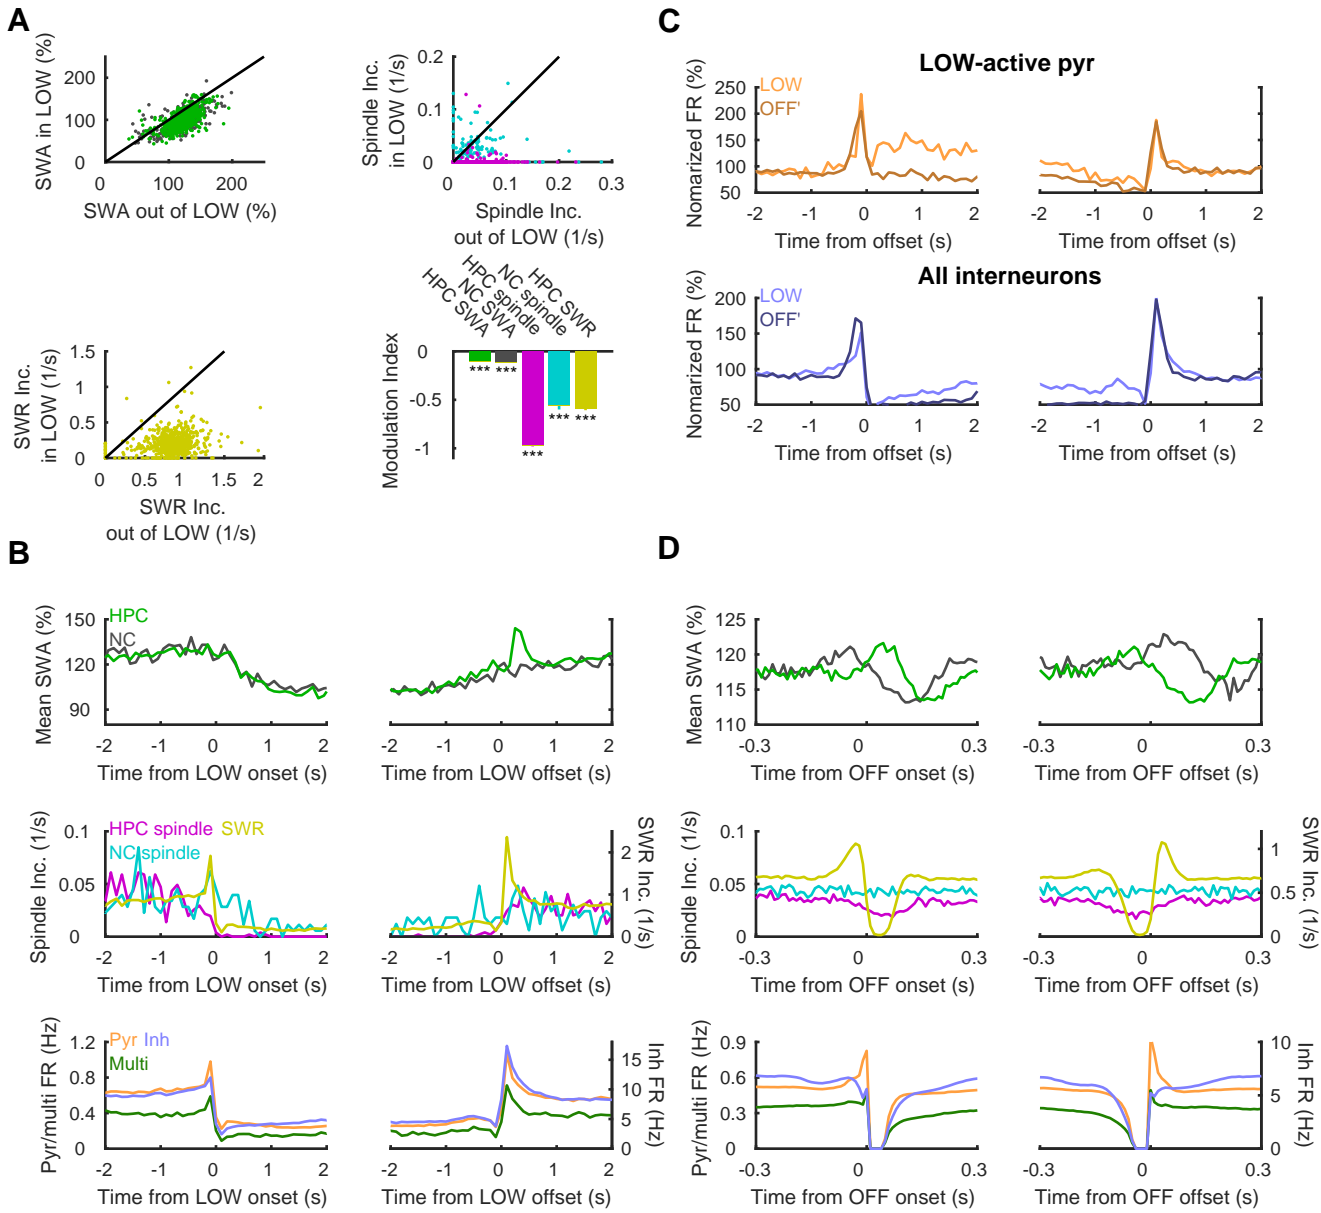 A
SWA in LOW (%)
200
100
0
0
100
200
SWA out of LOW (%)
Spindle Inc.
in LOW (1/s)
0.2
0.1
0
0
0.1
0.2
0.3
Spindle Inc.
out of LOW (1/s)
SWR Inc.
in LOW (1/s)
1.5
1
0.5
0
0
0.5
1
1.5
2
SWR Inc.
out of LOW (1/s)
HPC SWA
NC SWA
HPC spindle
NC spindle
HPC SWR
Modulation Index
0
-0.5
-1
***
***
***
***
***
B
HPC
NC
Mean SWA (%)
150
120
90
-2
-1
0
1
2
Time from LOW onset (s)
-2
-1
0
1
2
Time from LOW offset (s)
HPC spindle
SWR
NC spindle
Spindle Inc. (1/s)
0.1
0.05
0
-2
-1
0
1
2
Time from LOW onset (s)
-2
-1
0
1
2
Time from LOW offset (s)
2
1
0
SWR Inc. (1/s)
Pyr Inh
Multi
Pyr/multi FR (Hz)
1.2
0.8
0.4
0
-2
-1
0
1
2
Time from LOW onset (s)
-2
-1
0
1
2
Time from LOW offset (s)
15
10
5
0
Inh FR (Hz)
C
LOW-active pyr
LOW
OFF'
Nomarized FR (%)
250
200
150
100
50
-2
-1
0
1
2
Time from offset (s)
-2
-1
0
1
2
Time from offset (s)
All interneurons
LOW
OFF'
Nomarized FR (%)
200
150
100
50
-2
-1
0
1
2
Time from offset (s)
-2
-1
0
1
2
Time from offset (s)
D
Mean SWA (%)
125
120
115
110
-0.3
0
0.3
Time from OFF onset (s)
-0.3
0
0.3
Time from OFF offset (s)
Spindle Inc. (1/s)
0.1
0.05
0
-0.3
0
0.3
Time from OFF onset (s)
-0.3
0
0.3
Time from OFF offset (s)
1
0.5
0
SWR Inc. (1/s)
Pyr/multi FR (Hz)
0.9
0.6
0.3
0
-0.3
0
0.3
Time from OFF onset (s)
-0.3
0
0.3
Time from OFF offset (s)
10
5
0
Inh FR (Hz)